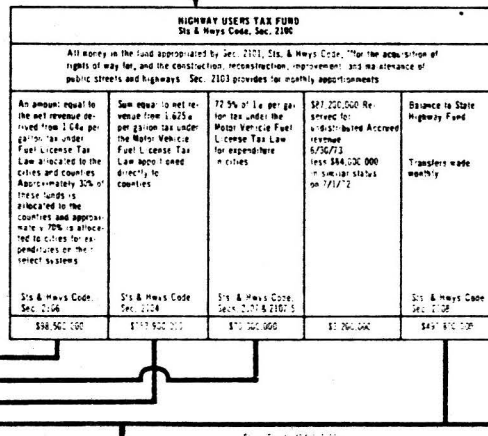 HIGHWAY USERS TAX FUND
Sts & Hwys Code, Sec. 2100
All money in the fund appropriated by Sec. 2101, Sts. & Hwys Code, "for the acquisition of
rights of way for, and the construction, reconstruction, improvement and maintenance of
public streets and highways. Sec. 2103 provides for monthly apportionments
An amount equal to
the net revenue de-
rived from 1.04¢ per
gallon tax under
Fuel License Tax
Law allocated to the
cities and counties
Approximately 30% of
these funds is
allocated to the
counties and approxi-
mately 70% is alloca-
ted to cities for ex-
penditures on their
select systems
Sts & Hwys Code,
Sec. 2106
Sum equal to net re-
venue from 1.625¢
per gallon tax under
the Motor Vehicle
Fuel License Tax
Law apportioned
directly to
counties
Sts & Hwys Code
Sec. 2104
72.5% of 1¢ per gal-
lon tax under the
Motor Vehicle Fuel
License Tax Law
for expenditure
in cities
Sts. & Hwys Code
Secs. 2107 & 2107.5
$87,200,000 Re-
served for
undistributed Accrued
revenue
6/30/73
less $84,000,000
in similar status
on 7/1/72
Balance to State
Highway Fund
Transfers made
monthly
Sts. & Hwys Code
Sec. 2108
$3,200,000